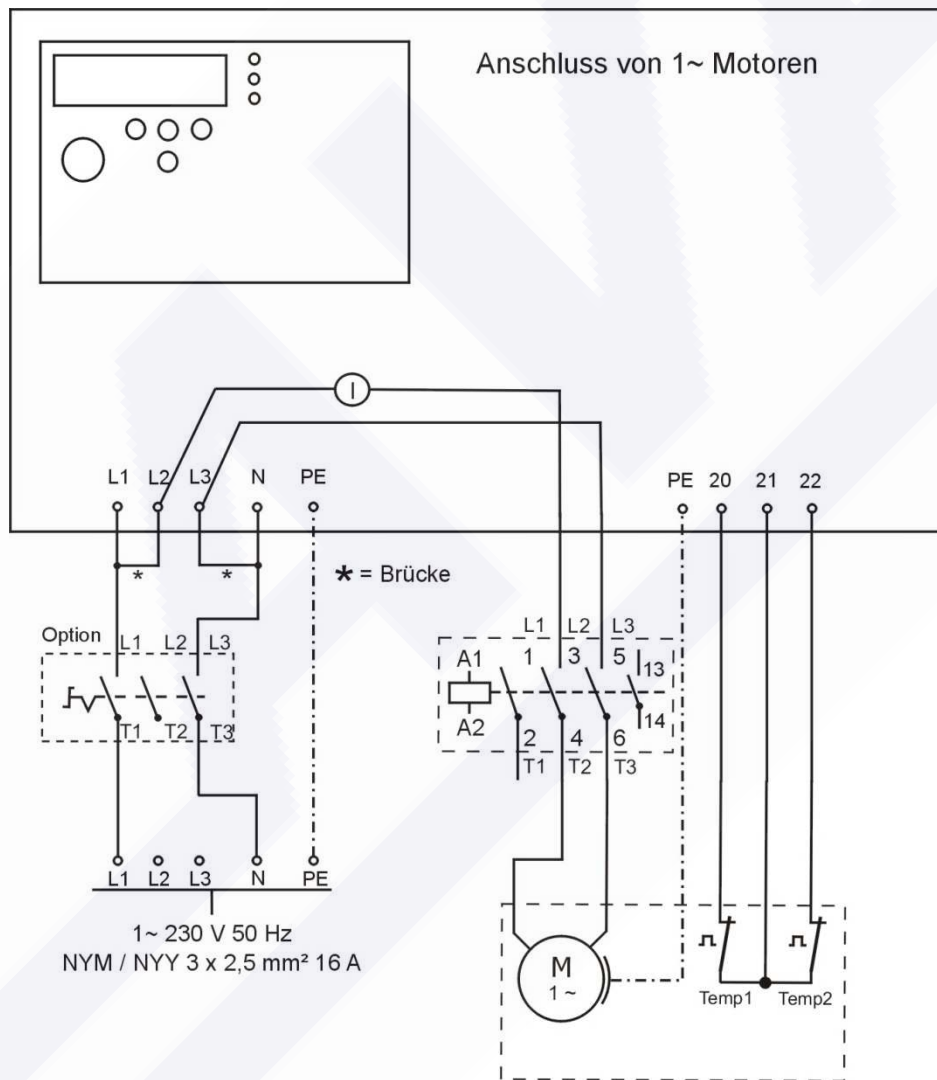 Anschluss von 1~ Motoren
I
L1 L2 L3 N PE
PE 20 21 22
* *
* = Brücke
Option
L1 L2 L3
T1 T2 T3
L1 L2 L3
A1 1 3 5 13
A2 2 4 6 14
T1 T2 T3
L1 L2 L3 N PE
1~ 230 V 50 Hz
NYM / NYY 3 x 2,5 mm² 16 A
M
1 ~
Temp1 Temp2